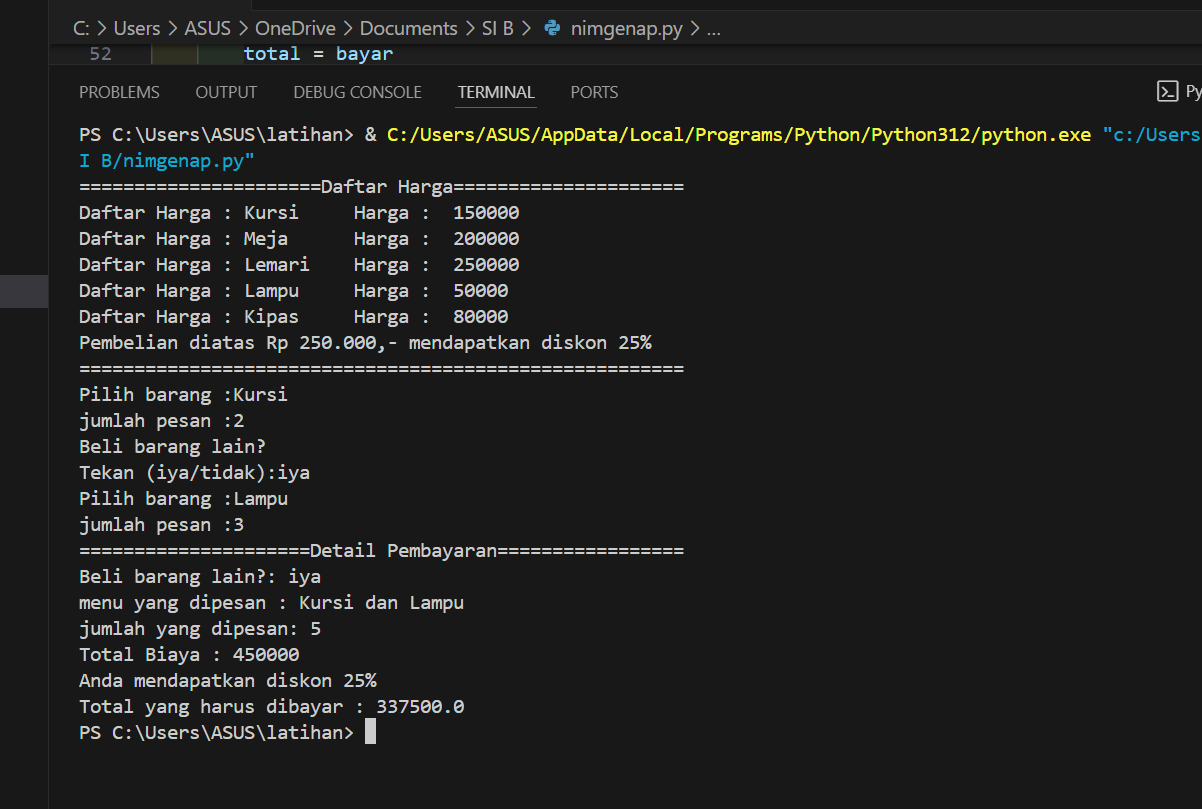 C: > Users > ASUS > OneDrive > Documents > SI B > nimgenap.py > ...
52 total = bayar
PROBLEMS OUTPUT DEBUG CONSOLE TERMINAL PORTS Py
PS C:\Users\ASUS\latihan> & C:/Users/ASUS/AppData/Local/Programs/Python/Python312/python.exe "c:/Users
I B/nimgenap.py"
======================Daftar Harga=====================
Daftar Harga : Kursi     Harga :  150000
Daftar Harga : Meja      Harga :  200000
Daftar Harga : Lemari    Harga :  250000
Daftar Harga : Lampu     Harga :  50000
Daftar Harga : Kipas     Harga :  80000
Pembelian diatas Rp 250.000,- mendapatkan diskon 25%
=======================================================
Pilih barang :Kursi
jumlah pesan :2
Beli barang lain?
Tekan (iya/tidak):iya
Pilih barang :Lampu
jumlah pesan :3
=====================Detail Pembayaran=================
Beli barang lain?: iya
menu yang dipesan : Kursi dan Lampu
jumlah yang dipesan: 5
Total Biaya : 450000
Anda mendapatkan diskon 25%
Total yang harus dibayar : 337500.0
PS C:\Users\ASUS\latihan>